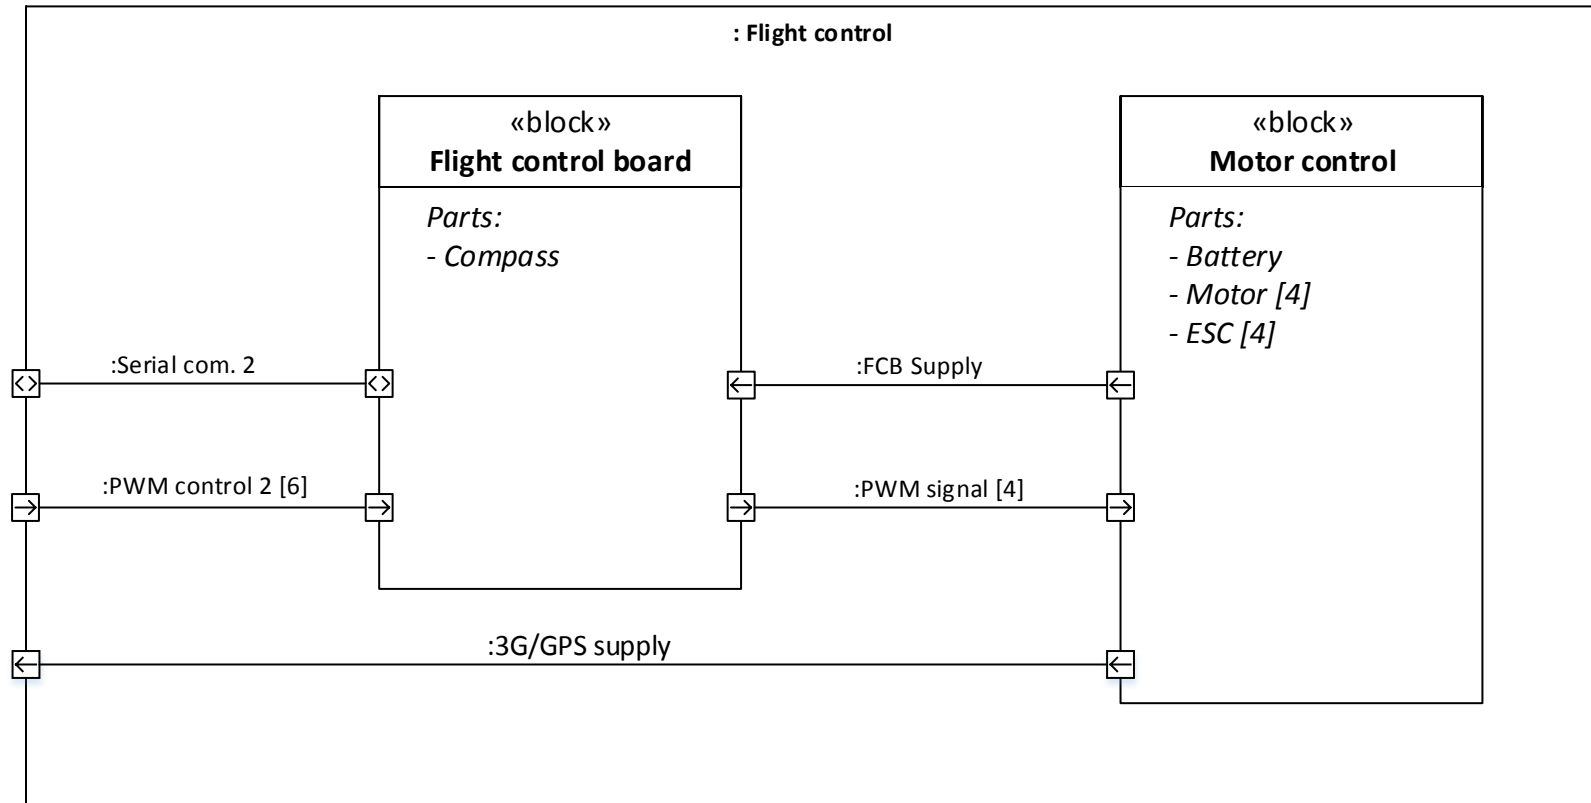 : Flight control
«block»
Flight control board
Parts:
- Compass
«block»
Motor control
Parts:
- Battery
- Motor [4]
- ESC [4]
:Serial com. 2
:FCB Supply
:PWM control 2 [6]
:PWM signal [4]
:3G/GPS supply